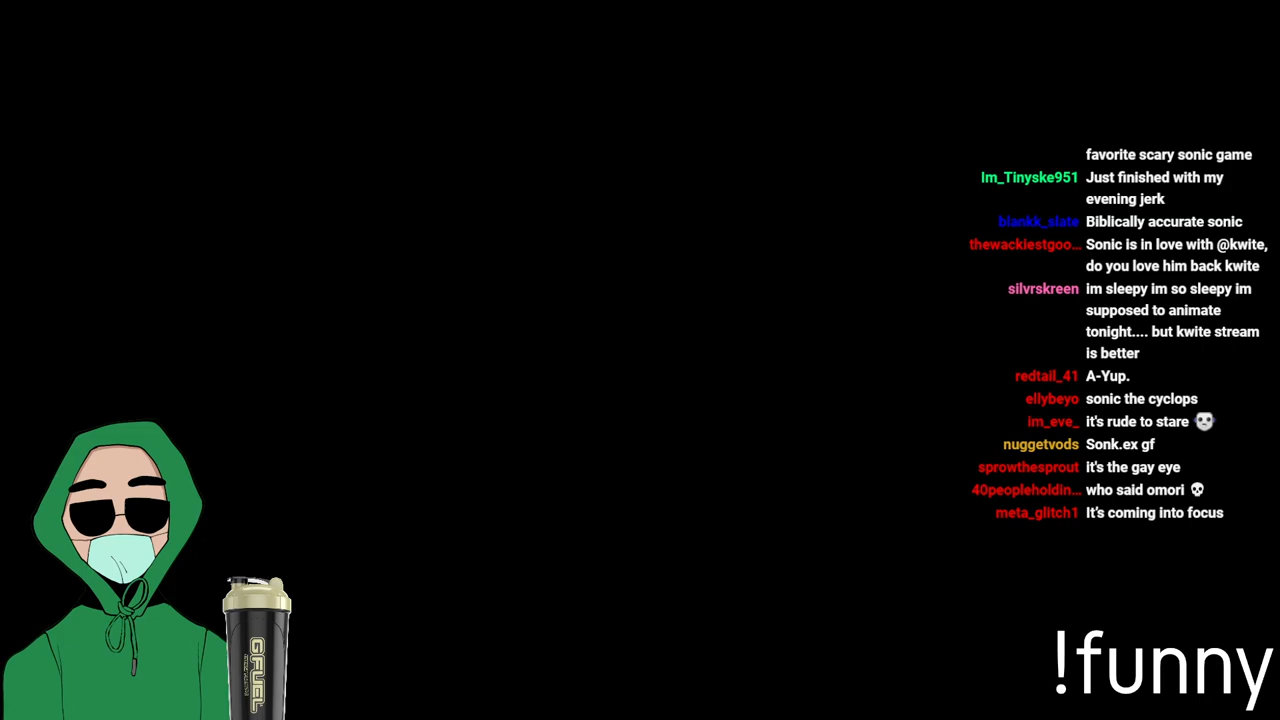 favorite scary sonic game
Im_Tinyske951 Just finished with my
evening jerk
blankk_slate Biblically accurate sonic
thewackiestgoo... Sonic is in love with @kwite,
do you love him back kwite
silvrskreen im sleepy im so sleepy im
supposed to animate
tonight.... but kwite stream
is better
redtail_41 A-Yup.
ellybeyo sonic the cyclops
im_eve_ it's rude to stare
nuggetvods Sonk.ex gf
sprowthesprout it's the gay eye
40peopleholdin... who said omori 💀
meta_glitch1 It's coming into focus
GFUEL
!funny